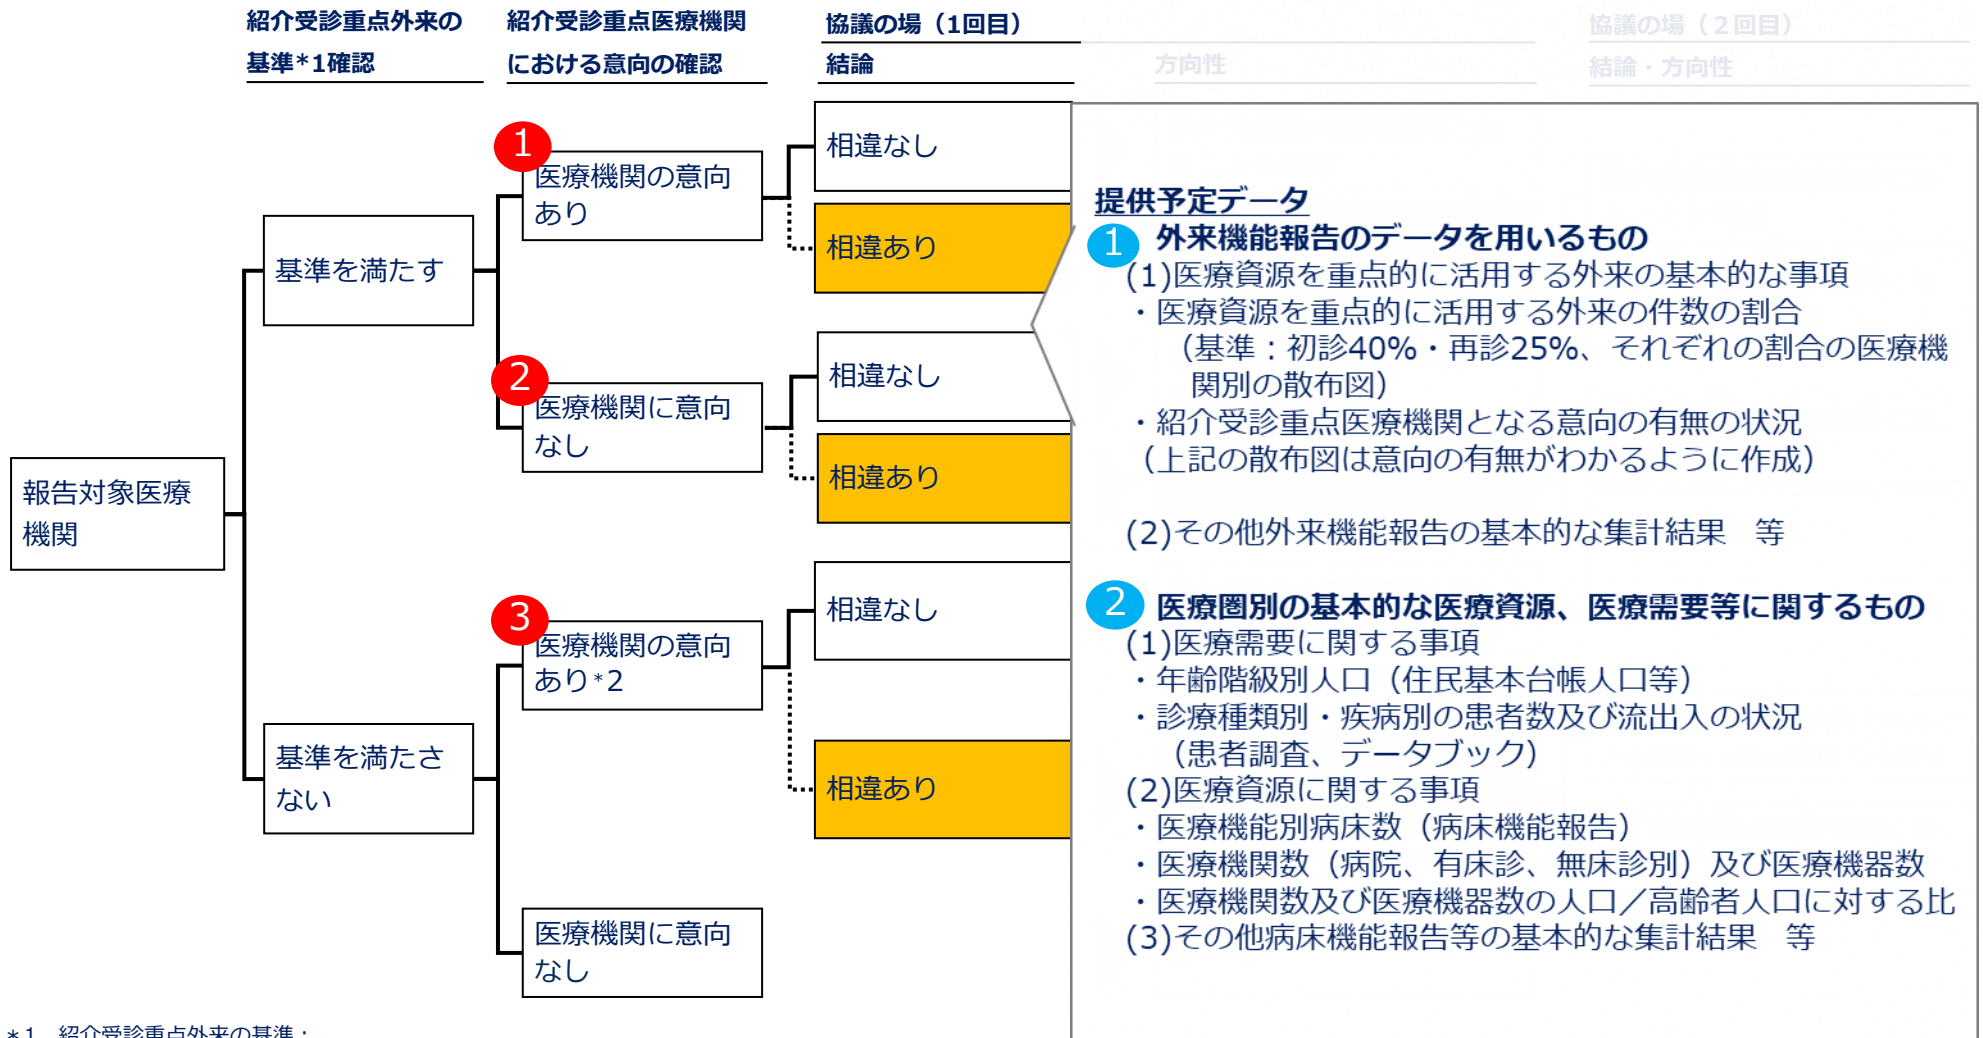 紹介受診重点外来の
基準*1確認
紹介受診重点医療機関
における意向の確認
協議の場（1回目）
結論
方向性
協議の場（２回目）
結論・方向性
報告対象医療
機関
基準を満たす
基準を満たさ
ない
1
医療機関の意向
あり
2
医療機関に意向
なし
3
医療機関の意向
あり*2
医療機関に意向
なし
相違なし
相違あり
相違なし
相違あり
相違なし
相違あり
提供予定データ
1 外来機能報告のデータを用いるもの
(1)医療資源を重点的に活用する外来の基本的な事項
・医療資源を重点的に活用する外来の件数の割合
（基準：初診40%・再診25%、それぞれの割合の医療機
関別の散布図）
・紹介受診重点医療機関となる意向の有無の状況
（上記の散布図は意向の有無がわかるように作成）
(2)その他外来機能報告の基本的な集計結果　等
2 医療圏別の基本的な医療資源、医療需要等に関するもの
(1)医療需要に関する事項
・年齢階級別人口（住民基本台帳人口等）
・診療種類別・疾病別の患者数及び流出入の状況
（患者調査、データブック）
(2)医療資源に関する事項
・医療機能別病床数（病床機能報告）
・医療機関数（病院、有床診、無床診別）及び医療機器数
・医療機関数及び医療機器数の人口／高齢者人口に対する比
(3)その他病床機能報告等の基本的な集計結果　等
*1　紹介受診重点外来の基準：